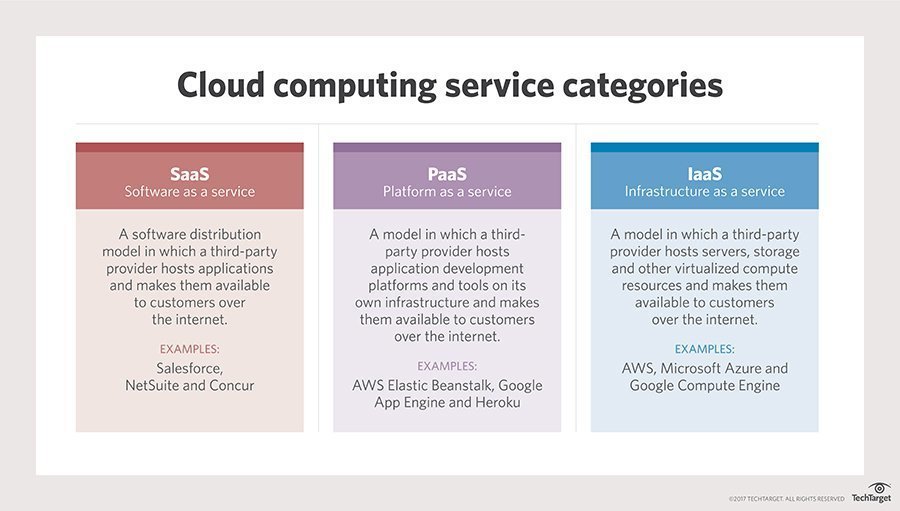 Cloud computing service categories
SaaS
Software as a service
A software distribution
model in which a third-party
provider hosts applications
and makes them available
to customers over
the internet.
EXAMPLES:
Salesforce,
NetSuite and Concur
PaaS
Platform as a service
A model in which a third-
party provider hosts
application development
platforms and tools on its
own infrastructure and makes
them available to customers
over the internet.
EXAMPLES:
AWS Elastic Beanstalk, Google
App Engine and Heroku
IaaS
Infrastructure as a service
A model in which a third-party
provider hosts servers, storage
and other virtualized compute
resources and makes them
available to customers
over the internet.
EXAMPLES:
AWS, Microsoft Azure and
Google Compute Engine
©2017 TECHTARGET. ALL RIGHTS RESERVED
TechTarget